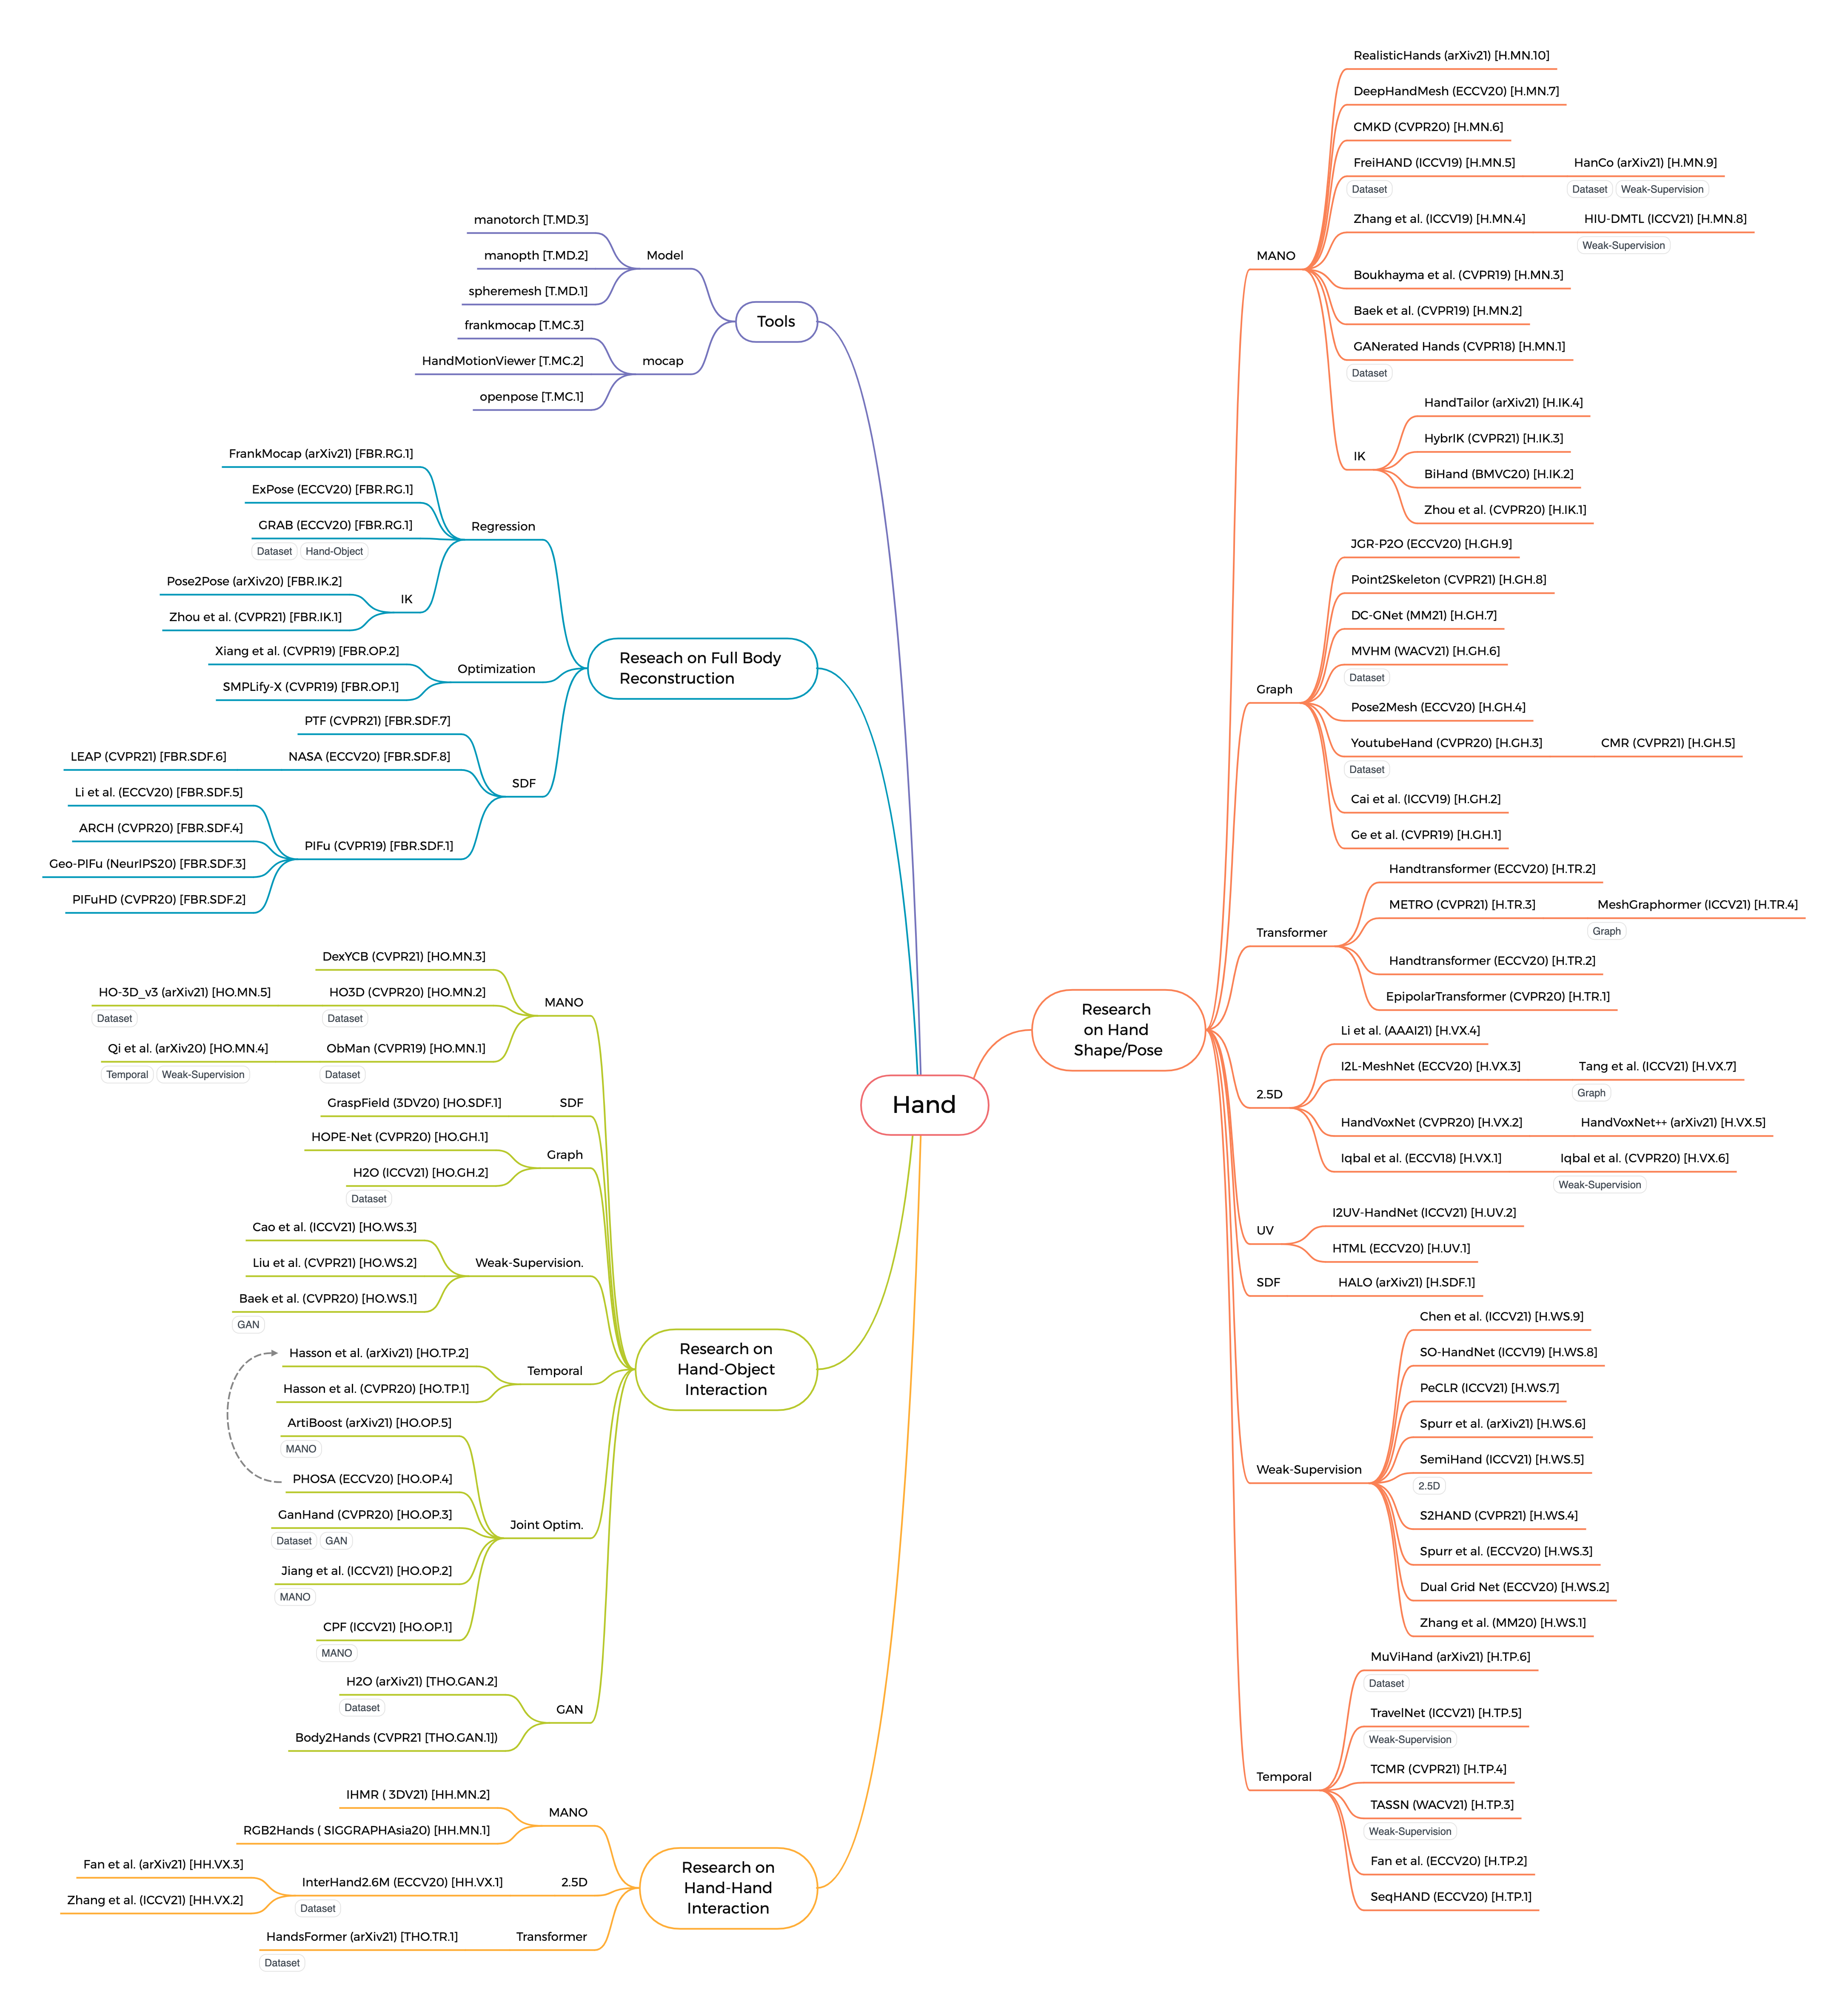 Hand
Tools
Model
manotorch [T.MD.3]
manopth [T.MD.2]
spheremesh [T.MD.1]
mocap
frankmocap [T.MC.3]
HandMotionViewer [T.MC.2]
openpose [T.MC.1]
Reseach on Full Body
Reconstruction
Regression
FrankMocap (arXiv21) [FBR.RG.1]
ExPose (ECCV20) [FBR.RG.1]
GRAB (ECCV20) [FBR.RG.1]
Dataset
Hand-Object
IK
Pose2Pose (arXiv20) [FBR.IK.2]
Zhou et al. (CVPR21) [FBR.IK.1]
Optimization
Xiang et al. (CVPR19) [FBR.OP.2]
SMPLify-X (CVPR19) [FBR.OP.1]
SDF
PTF (CVPR21) [FBR.SDF.7]
NASA (ECCV20) [FBR.SDF.8]
LEAP (CVPR21) [FBR.SDF.6]
PIFu (CVPR19) [FBR.SDF.1]
Li et al. (ECCV20) [FBR.SDF.5]
ARCH (CVPR20) [FBR.SDF.4]
Geo-PIFu (NeurIPS20) [FBR.SDF.3]
PIFuHD (CVPR20) [FBR.SDF.2]
Research on
Hand-Object
Interaction
MANO
DexYCB (CVPR21) [HO.MN.3]
HO3D (CVPR20) [HO.MN.2]
Dataset
HO-3D_v3 (arXiv21) [HO.MN.5]
Dataset
ObMan (CVPR19) [HO.MN.1]
Dataset
Qi et al. (arXiv20) [HO.MN.4]
Temporal
Weak-Supervision
SDF
GraspField (3DV20) [HO.SDF.1]
Graph
HOPE-Net (CVPR20) [HO.GH.1]
H2O (ICCV21) [HO.GH.2]
Dataset
Weak-Supervision.
Cao et al. (ICCV21) [HO.WS.3]
Liu et al. (CVPR21) [HO.WS.2]
Baek et al. (CVPR20) [HO.WS.1]
GAN
Temporal
Hasson et al. (arXiv21) [HO.TP.2]
Hasson et al. (CVPR20) [HO.TP.1]
Joint Optim.
ArtiBoost (arXiv21) [HO.OP.5]
MANO
PHOSA (ECCV20) [HO.OP.4]
GanHand (CVPR20) [HO.OP.3]
Dataset
GAN
Jiang et al. (ICCV21) [HO.OP.2]
MANO
CPF (ICCV21) [HO.OP.1]
MANO
GAN
H2O (arXiv21) [THO.GAN.2]
Dataset
Body2Hands (CVPR21 [THO.GAN.1])
Research on
Hand-Hand
Interaction
MANO
IHMR ( 3DV21) [HH.MN.2]
RGB2Hands ( SIGGRAPHAsia20) [HH.MN.1]
2.5D
InterHand2.6M (ECCV20) [HH.VX.1]
Dataset
Fan et al. (arXiv21) [HH.VX.3]
Zhang et al. (ICCV21) [HH.VX.2]
Transformer
HandsFormer (arXiv21) [THO.TR.1]
Dataset
Research
on Hand
Shape/Pose
MANO
RealisticHands (arXiv21) [H.MN.10]
DeepHandMesh (ECCV20) [H.MN.7]
CMKD (CVPR20) [H.MN.6]
FreiHAND (ICCV19) [H.MN.5]
Dataset
HanCo (arXiv21) [H.MN.9]
Dataset
Weak-Supervision
Zhang et al. (ICCV19) [H.MN.4]
HIU-DMTL (ICCV21) [H.MN.8]
Weak-Supervision
Boukhayma et al. (CVPR19) [H.MN.3]
Baek et al. (CVPR19) [H.MN.2]
GANerated Hands (CVPR18) [H.MN.1]
Dataset
IK
HandTailor (arXiv21) [H.IK.4]
HybrIK (CVPR21) [H.IK.3]
BiHand (BMVC20) [H.IK.2]
Zhou et al. (CVPR20) [H.IK.1]
Graph
JGR-P2O (ECCV20) [H.GH.9]
Point2Skeleton (CVPR21) [H.GH.8]
DC-GNet (MM21) [H.GH.7]
MVHM (WACV21) [H.GH.6]
Dataset
Pose2Mesh (ECCV20) [H.GH.4]
YoutubeHand (CVPR20) [H.GH.3]
Dataset
CMR (CVPR21) [H.GH.5]
Cai et al. (ICCV19) [H.GH.2]
Ge et al. (CVPR19) [H.GH.1]
Transformer
Handtransformer (ECCV20) [H.TR.2]
METRO (CVPR21) [H.TR.3]
MeshGraphormer (ICCV21) [H.TR.4]
Graph
Handtransformer (ECCV20) [H.TR.2]
EpipolarTransformer (CVPR20) [H.TR.1]
2.5D
Li et al. (AAAI21) [H.VX.4]
I2L-MeshNet (ECCV20) [H.VX.3]
Tang et al. (ICCV21) [H.VX.7]
Graph
HandVoxNet (CVPR20) [H.VX.2]
HandVoxNet++ (arXiv21) [H.VX.5]
Iqbal et al. (ECCV18) [H.VX.1]
Iqbal et al. (CVPR20) [H.VX.6]
Weak-Supervision
UV
I2UV-HandNet (ICCV21) [H.UV.2]
HTML (ECCV20) [H.UV.1]
SDF
HALO (arXiv21) [H.SDF.1]
Weak-Supervision
Chen et al. (ICCV21) [H.WS.9]
SO-HandNet (ICCV19) [H.WS.8]
PeCLR (ICCV21) [H.WS.7]
Spurr et al. (arXiv21) [H.WS.6]
SemiHand (ICCV21) [H.WS.5]
2.5D
S2HAND (CVPR21) [H.WS.4]
Spurr et al. (ECCV20) [H.WS.3]
Dual Grid Net (ECCV20) [H.WS.2]
Zhang et al. (MM20) [H.WS.1]
Temporal
MuViHand (arXiv21) [H.TP.6]
Dataset
TravelNet (ICCV21) [H.TP.5]
Weak-Supervision
TCMR (CVPR21) [H.TP.4]
TASSN (WACV21) [H.TP.3]
Weak-Supervision
Fan et al. (ECCV20) [H.TP.2]
SeqHAND (ECCV20) [H.TP.1]